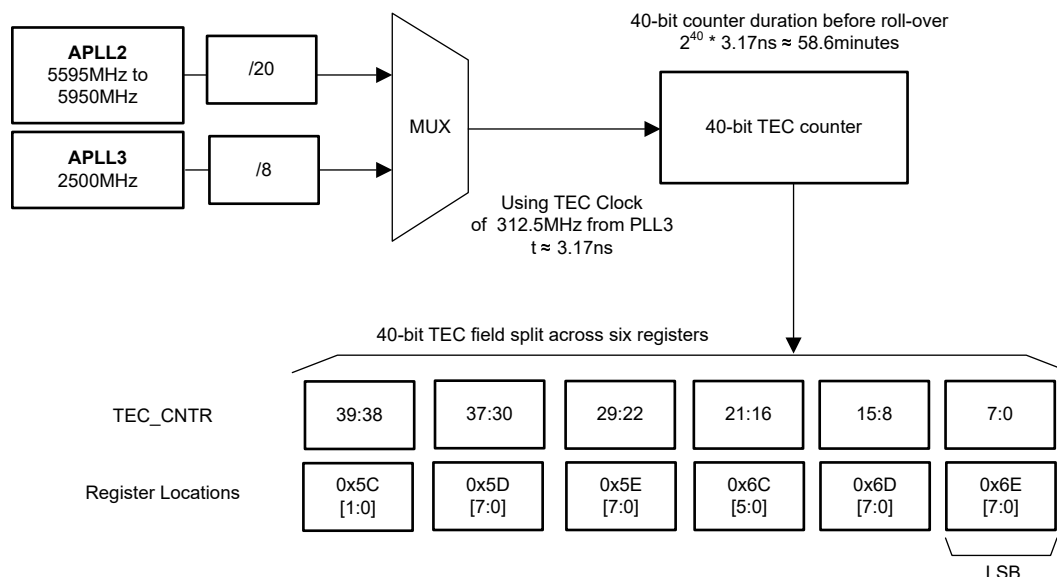 APLL2
5595MHz to
5950MHz
/20
APLL3
2500MHz
/8
MUX
40-bit counter duration before roll-over
2⁴⁰ * 3.17ns ≈ 58.6minutes
40-bit TEC counter
Using TEC Clock
of 312.5MHz from PLL3
t ≈ 3.17ns
40-bit TEC field split across six registers
TEC_CNTR
39:38
37:30
29:22
21:16
15:8
7:0
Register Locations
0x5C
[1:0]
0x5D
[7:0]
0x5E
[7:0]
0x6C
[5:0]
0x6D
[7:0]
0x6E
[7:0]
LSB